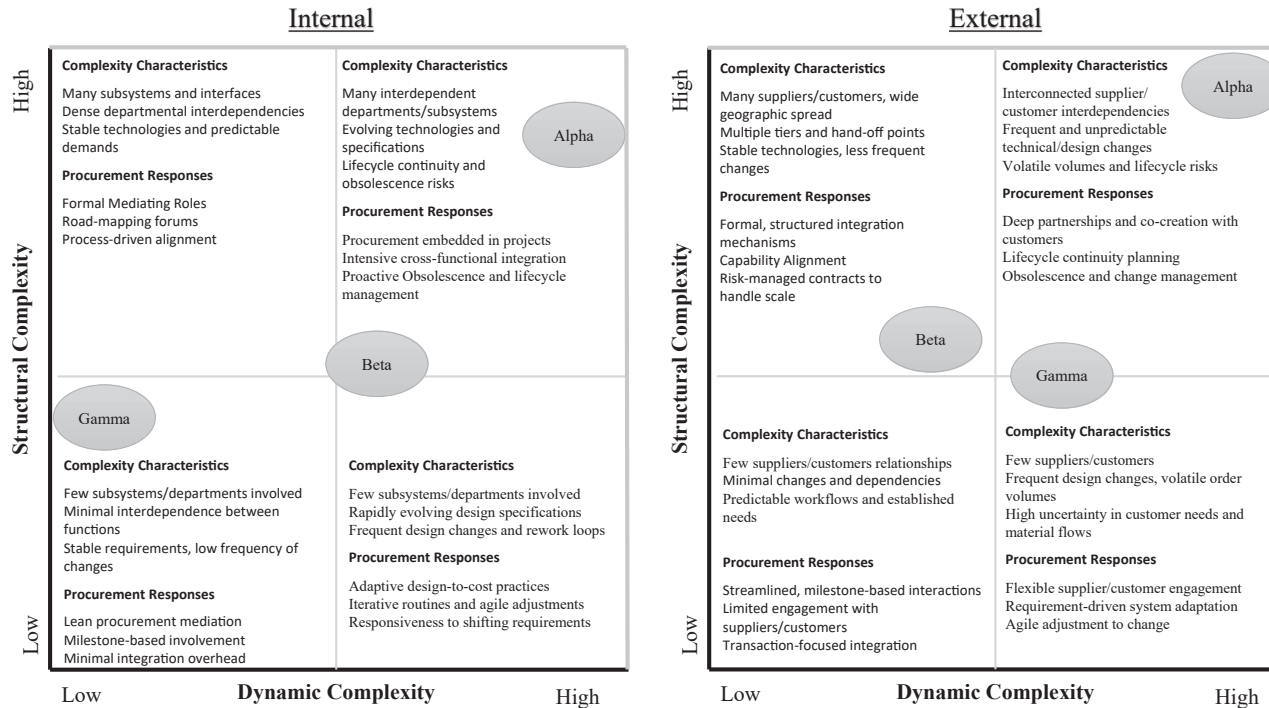 Internal
High
Structural Complexity
Low
Complexity Characteristics
Many subsystems and interfaces
Dense departmental interdependencies
Stable technologies and predictable
demands
Procurement Responses
Formal Mediating Roles
Road-mapping forums
Process-driven alignment
Complexity Characteristics
Many interdependent
departments/subsystems
Evolving technologies and
specifications
Lifecycle continuity and
obsolescence risks
Alpha
Procurement Responses
Procurement embedded in projects
Intensive cross-functional integration
Proactive Obsolescence and lifecycle
management
Beta
Gamma
Complexity Characteristics
Few subsystems/departments involved
Minimal interdependence between
functions
Stable requirements, low frequency of
changes
Procurement Responses
Lean procurement mediation
Milestone-based involvement
Minimal integration overhead
Complexity Characteristics
Few subsystems/departments involved
Rapidly evolving design specifications
Frequent design changes and rework loops
Procurement Responses
Adaptive design-to-cost practices
Iterative routines and agile adjustments
Responsiveness to shifting requirements
Low
Dynamic Complexity
High
External
High
Structural Complexity
Low
Complexity Characteristics
Many suppliers/customers, wide
geographic spread
Multiple tiers and hand-off points
Stable technologies, less frequent
changes
Procurement Responses
Formal, structured integration
mechanisms
Capability Alignment
Risk-managed contracts to
handle scale
Beta
Complexity Characteristics
Interconnected supplier/
customer interdependencies
Frequent and unpredictable
technical/design changes
Volatile volumes and lifecycle risks
Alpha
Procurement Responses
Deep partnerships and co-creation with
customers
Lifecycle continuity planning
Obsolescence and change management
Gamma
Complexity Characteristics
Few suppliers/customers relationships
Minimal changes and dependencies
Predictable workflows and established
needs
Procurement Responses
Streamlined, milestone-based interactions
Limited engagement with
suppliers/customers
Transaction-focused integration
Complexity Characteristics
Few suppliers/customers
Frequent design changes, volatile order
volumes
High uncertainty in customer needs and
material flows
Procurement Responses
Flexible supplier/customer engagement
Requirement-driven system adaptation
Agile adjustment to change
Low
Dynamic Complexity
High